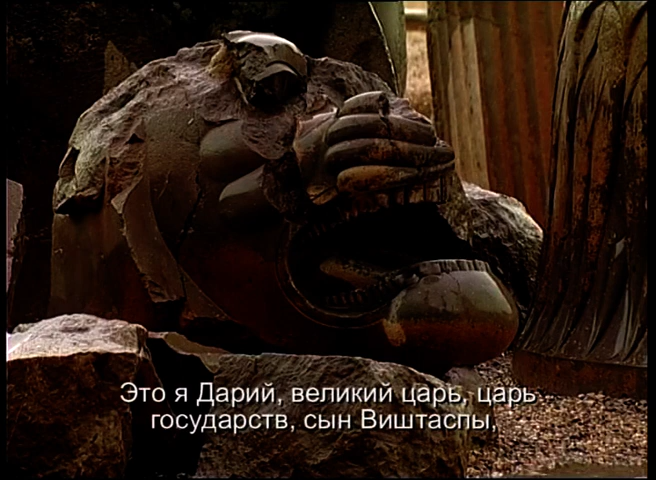 Это я Дарий, великий царь, царь
государств, сын Виштаспы,